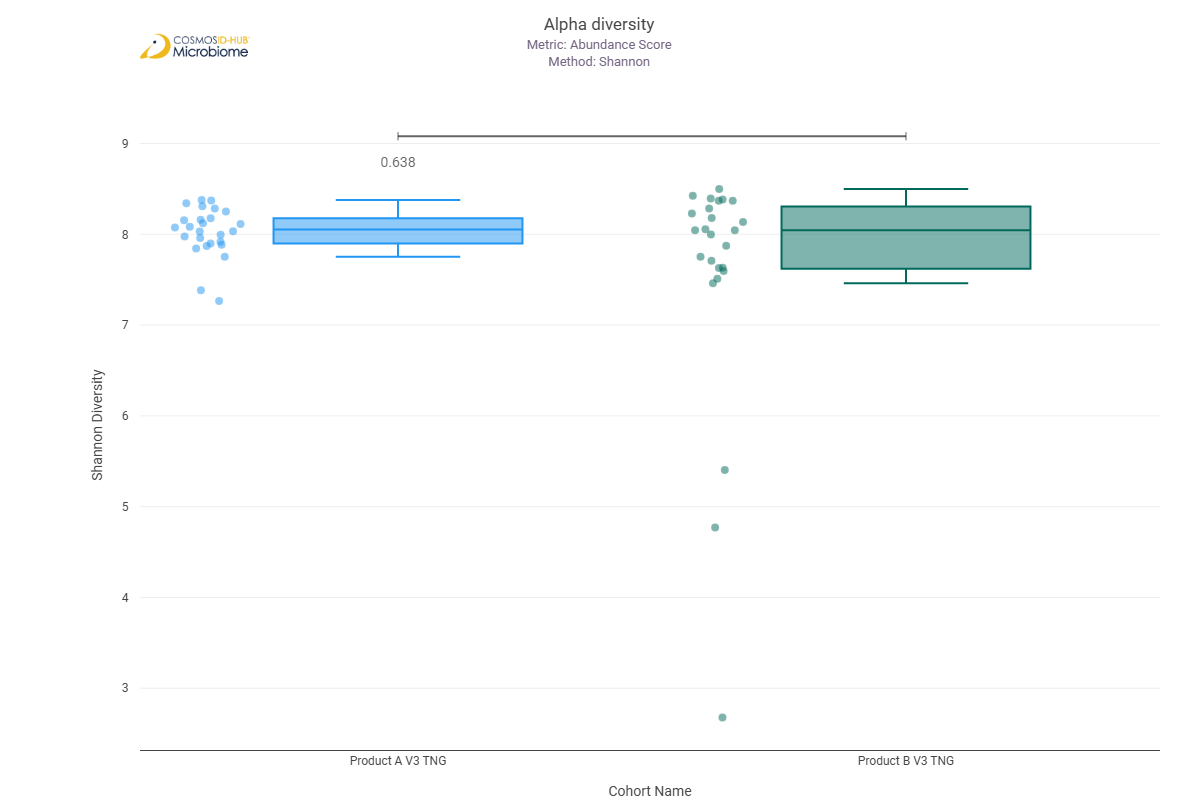 Alpha diversity
Metric: Abundance Score
Method: Shannon
COSMOSID-HUB
Microbiome
9
0.638
8
7
6
5
4
3
Shannon Diversity
Product A V3 TNG
Product B V3 TNG
Cohort Name